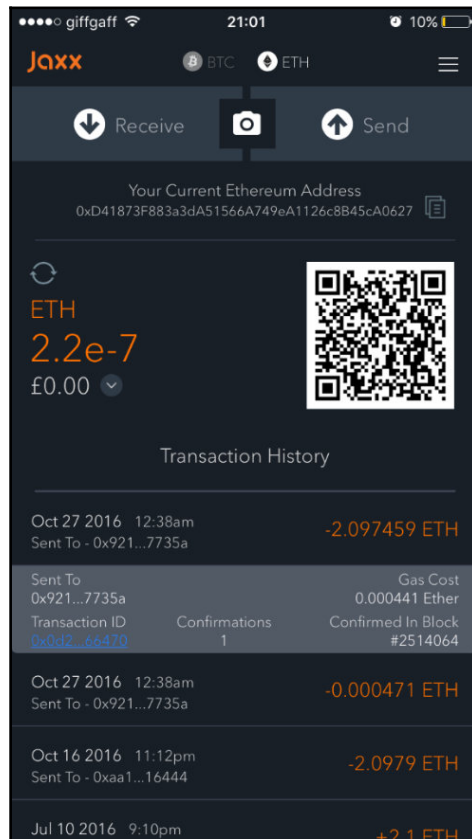 giffgaff 21:01 10%
Jaxx BTC ETH
Receive Send
Your Current Ethereum Address
0xD41873F883a3dA51566A749eA1126c8B45cA0627
ETH
2.2e-7
£0.00
Transaction History
Oct 27 2016 12:38am -2.097459 ETH
Sent To - 0x921...7735a
Sent To Gas Cost
0x921...7735a 0.000441 Ether
Transaction ID Confirmations Confirmed In Block
0x0d2...66470 1 #2514064
Oct 27 2016 12:38am -0.000471 ETH
Sent To - 0x921...7735a
Oct 16 2016 11:12pm -2.0979 ETH
Sent To - 0xaa1...16444
Jul 10 2016 9:10pm +2.1 ETH